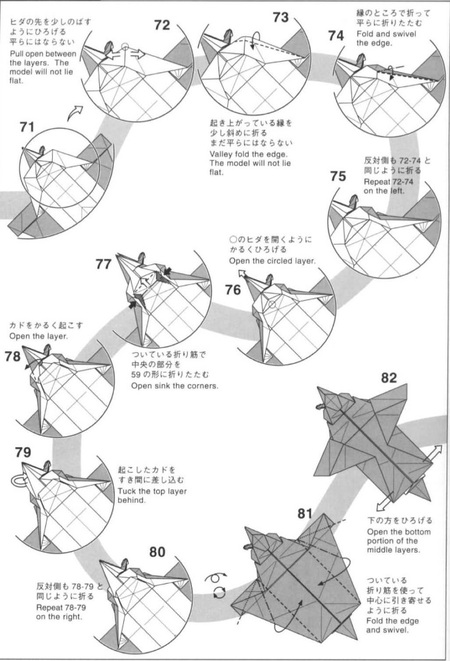 72
ヒダの先を少しのばす
ようにひろげる
平らにはならない
Pull open between
the layers. The
model will not lie
flat.
73
起き上がっている縁を
少し斜めに折る
まだ平らにはならない
Valley fold the edge.
The model will not lie
flat.
74
縁のところで折って
平らに折りたたむ
Fold and swivel
the edge.
71
75
反対側も 72-74 と
同じように折る
Repeat 72-74
on the left.
76
○のヒダを開くように
かるくひろげる
Open the circled layer.
77
ついている折り筋で
中央の部分を
59 の形に折りたたむ
Open sink the corners.
78
カドをかるく起こす
Open the layer.
79
起こしたカドを
すき間に差し込む
Tuck the top layer
behind.
80
反対側も 78-79 と
同じように折る
Repeat 78-79
on the right.
81
ついている
折り筋を使って
中心に引き寄せる
ように折る
Fold the edge
and swivel.
82
下の方をひろげる
Open the bottom
portion of the
middle layers.